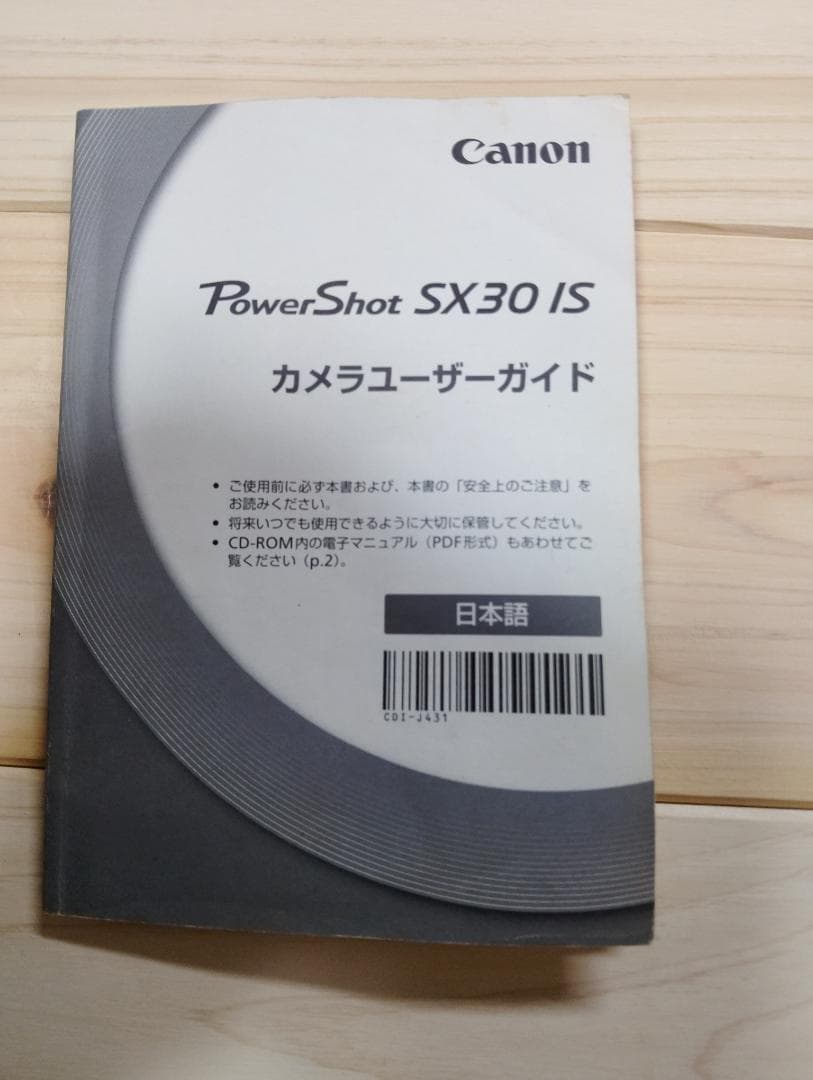 Canon
PowerShot SX30 IS
カメラユーザーガイド
• ご使用前に必ず本書および、本書の「安全上のご注意」を
お読みください。
• 将来いつでも使用できるように大切に保管してください。
• CD-ROM内の電子マニュアル（PDF形式）もあわせてご
覧ください（p.2）。
日本語
CDI-J431